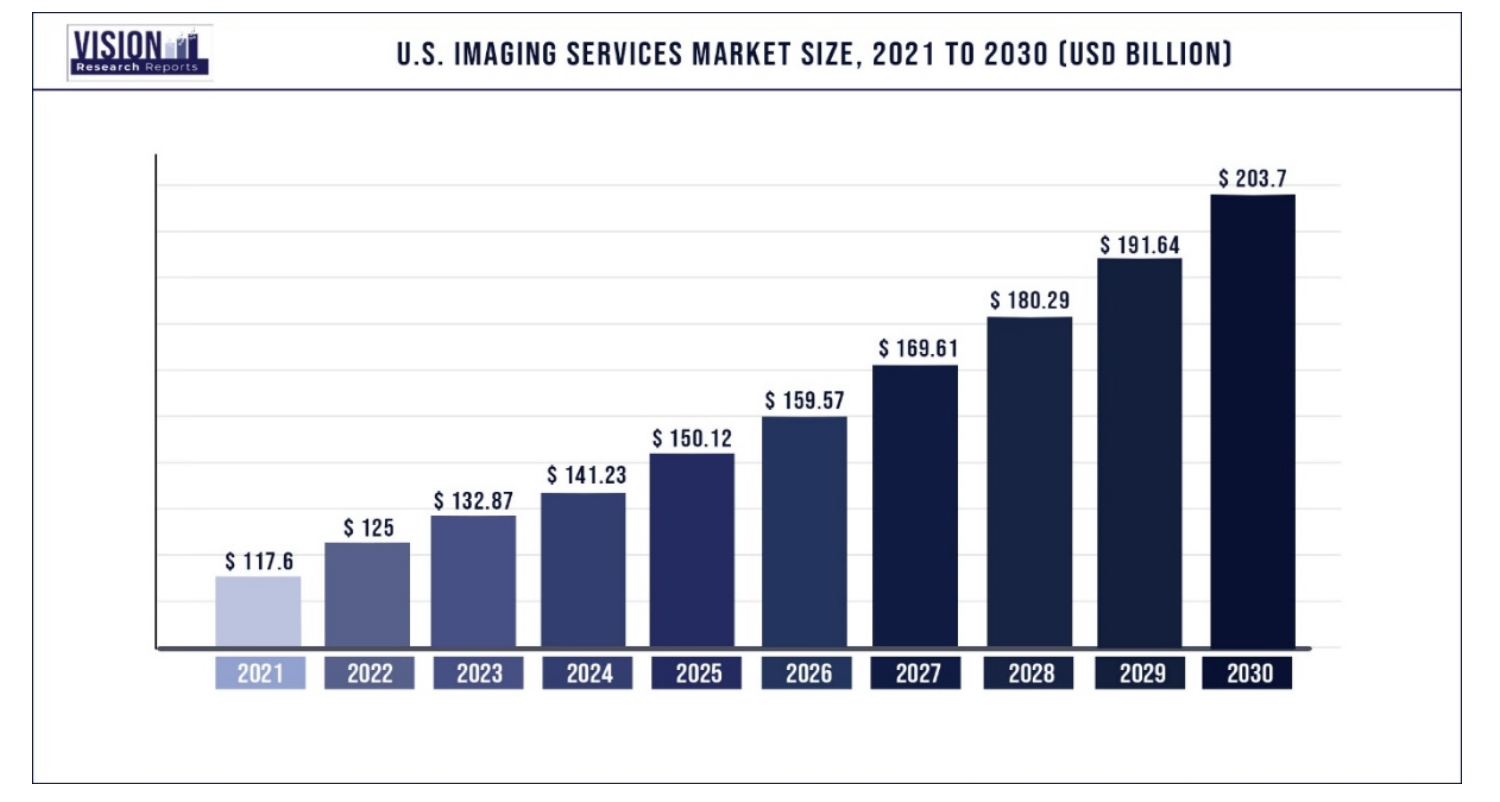 VISION
Research Reports
U.S. IMAGING SERVICES MARKET SIZE, 2021 TO 2030 (USD BILLION)
$ 203.7
$ 191.64
$ 180.29
$ 169.61
$ 159.57
$ 150.12
$ 141.23
$ 132.87
$ 125
$ 117.6
2021 2022 2023 2024 2025 2026 2027 2028 2029 2030